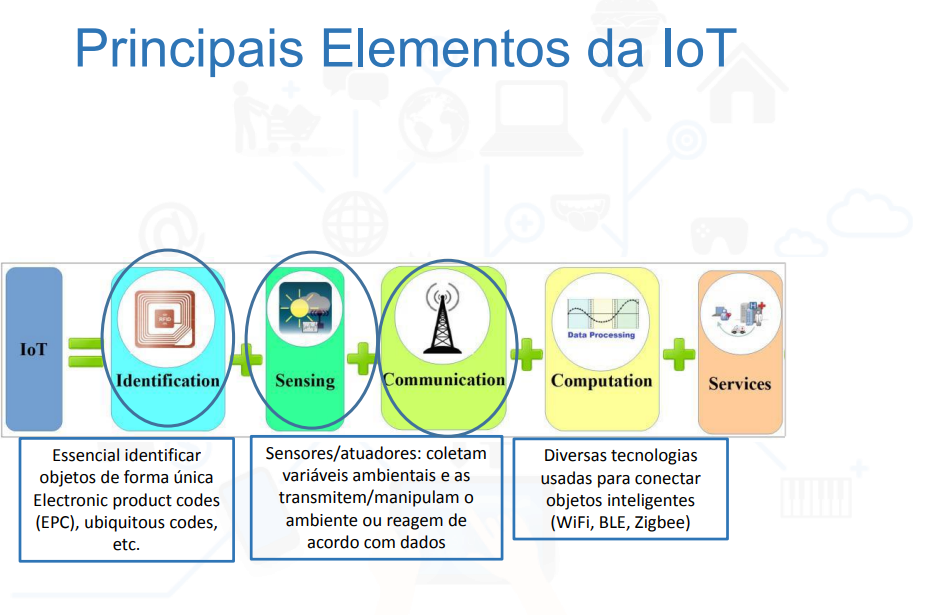 Principais Elementos da IoT
IoT
RFID
Identification
Sensing
Communication
Data Processing
Computation
Services
Essencial identificar
objetos de forma única
Electronic product codes
(EPC), ubiquitous codes,
etc.
Sensores/atuadores: coletam
variáveis ambientais e as
transmitem/manipulam o
ambiente ou reagem de
acordo com dados
Diversas tecnologias
usadas para conectar
objetos inteligentes
(WiFi, BLE, Zigbee)